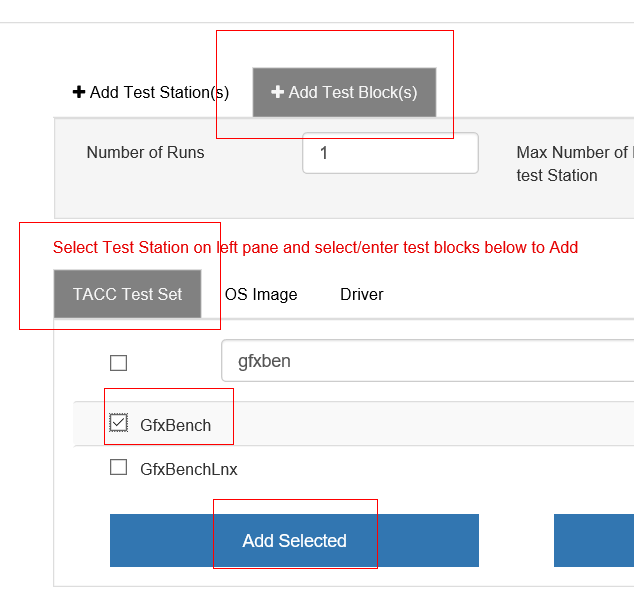 Add Test Station(s)
Add Test Block(s)
Number of Runs
1
Max Number of
test Station
Select Test Station on left pane and select/enter test blocks below to Add
TACC Test Set
OS Image
Driver
gfxben
GfxBench
GfxBenchLnx
Add Selected